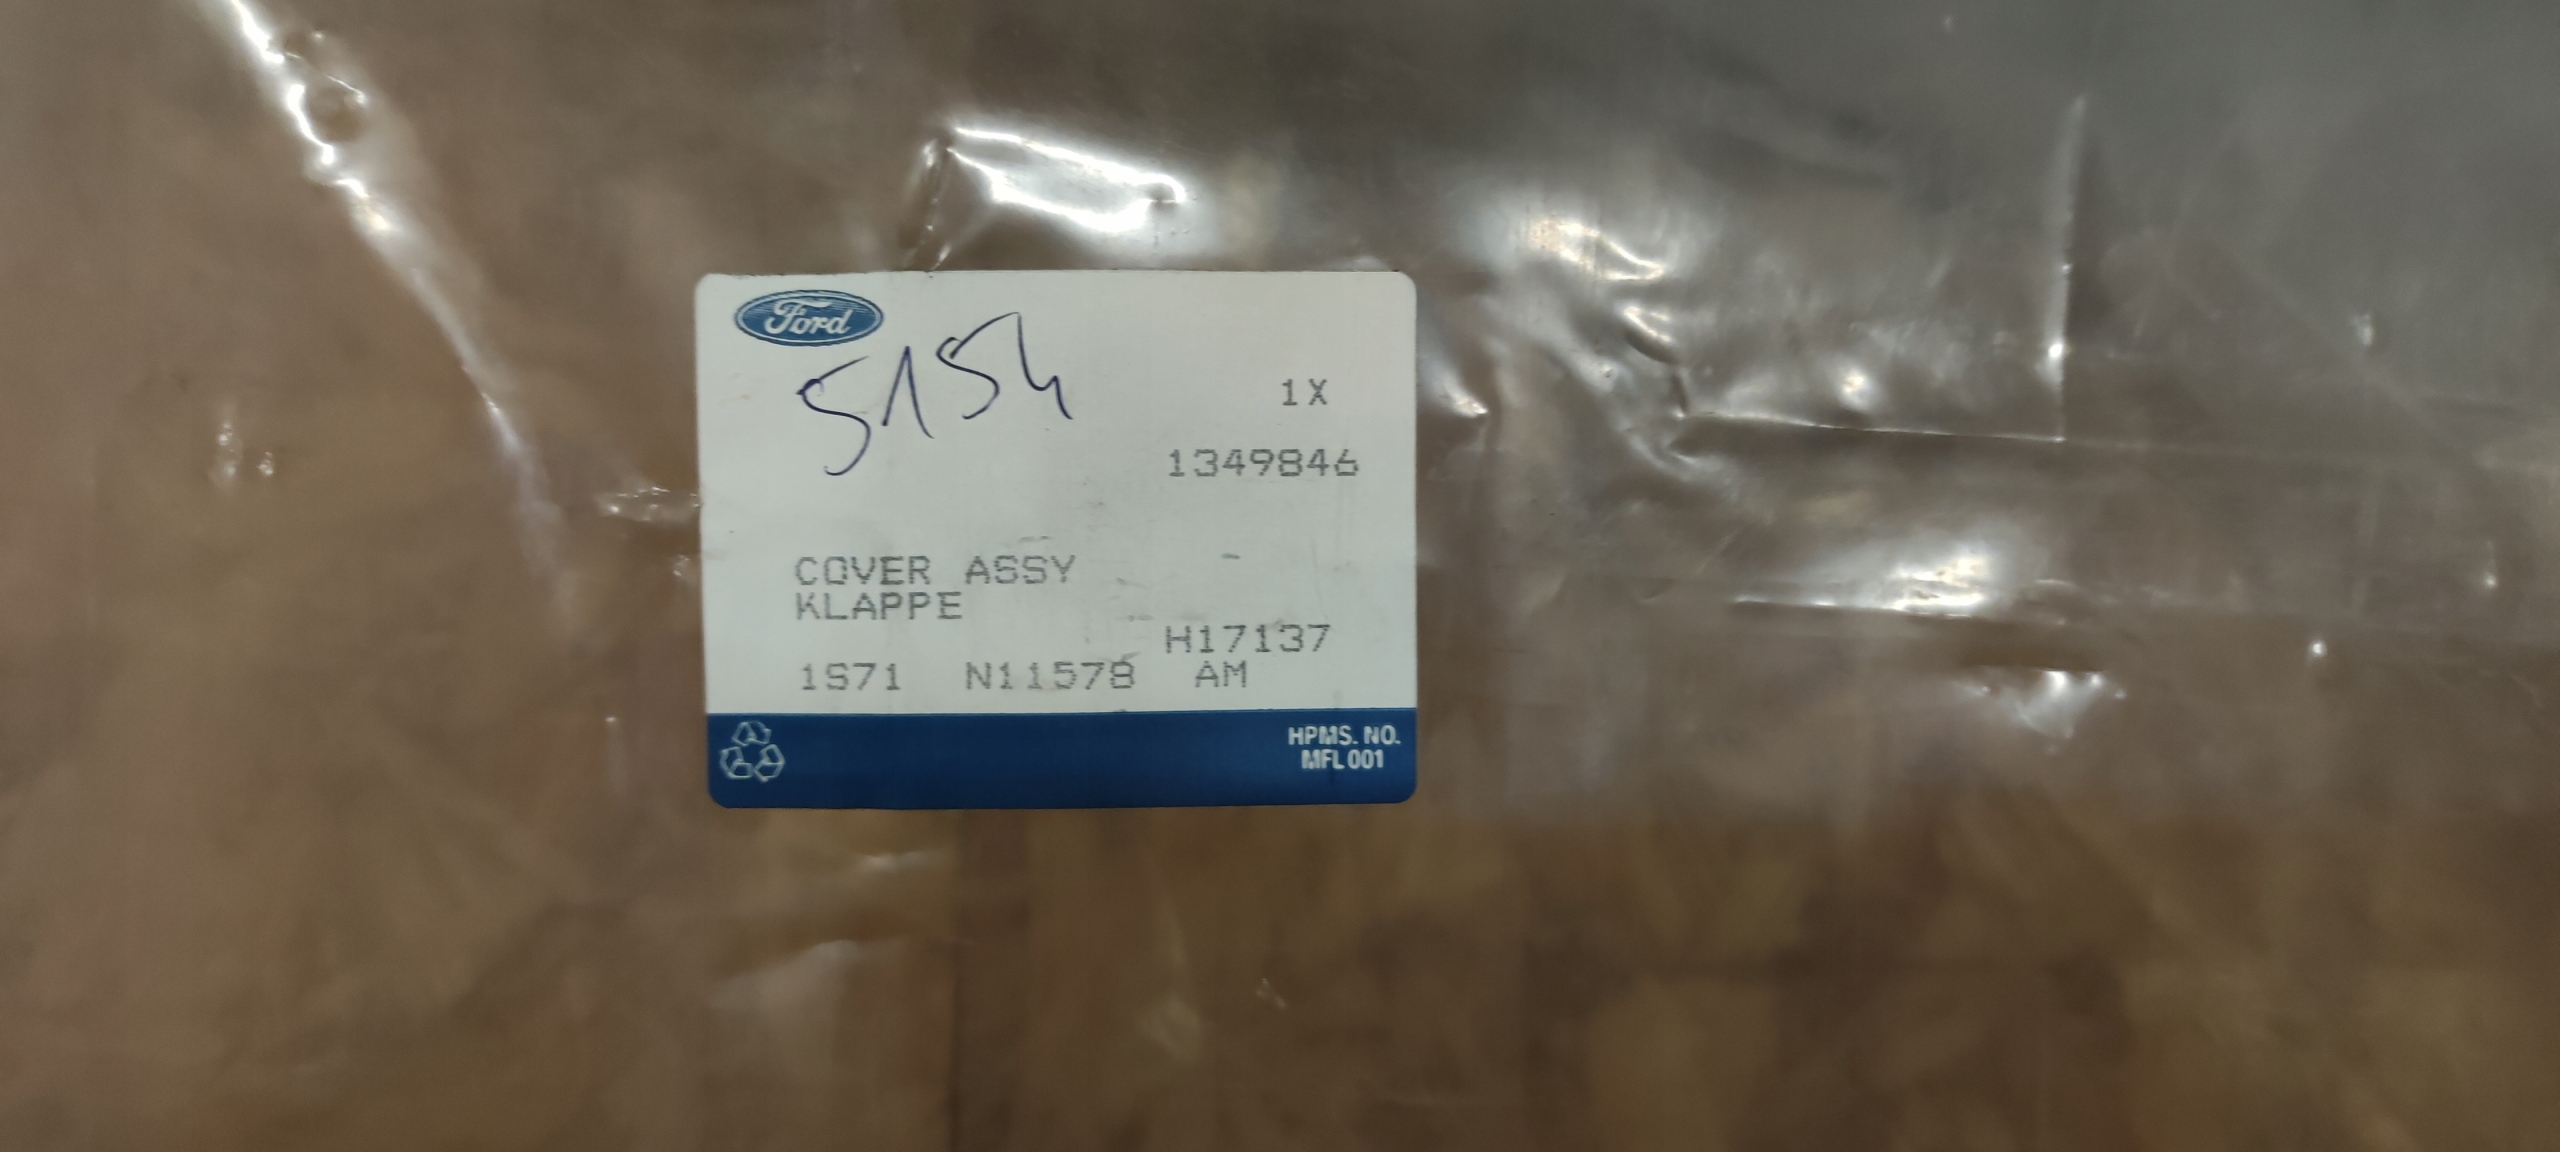 Ford
5154
1X
1349846
COVER ASSY
KLAPPE
H17137
1S71 N11578 AM
HPMS. NO.
MFL 001